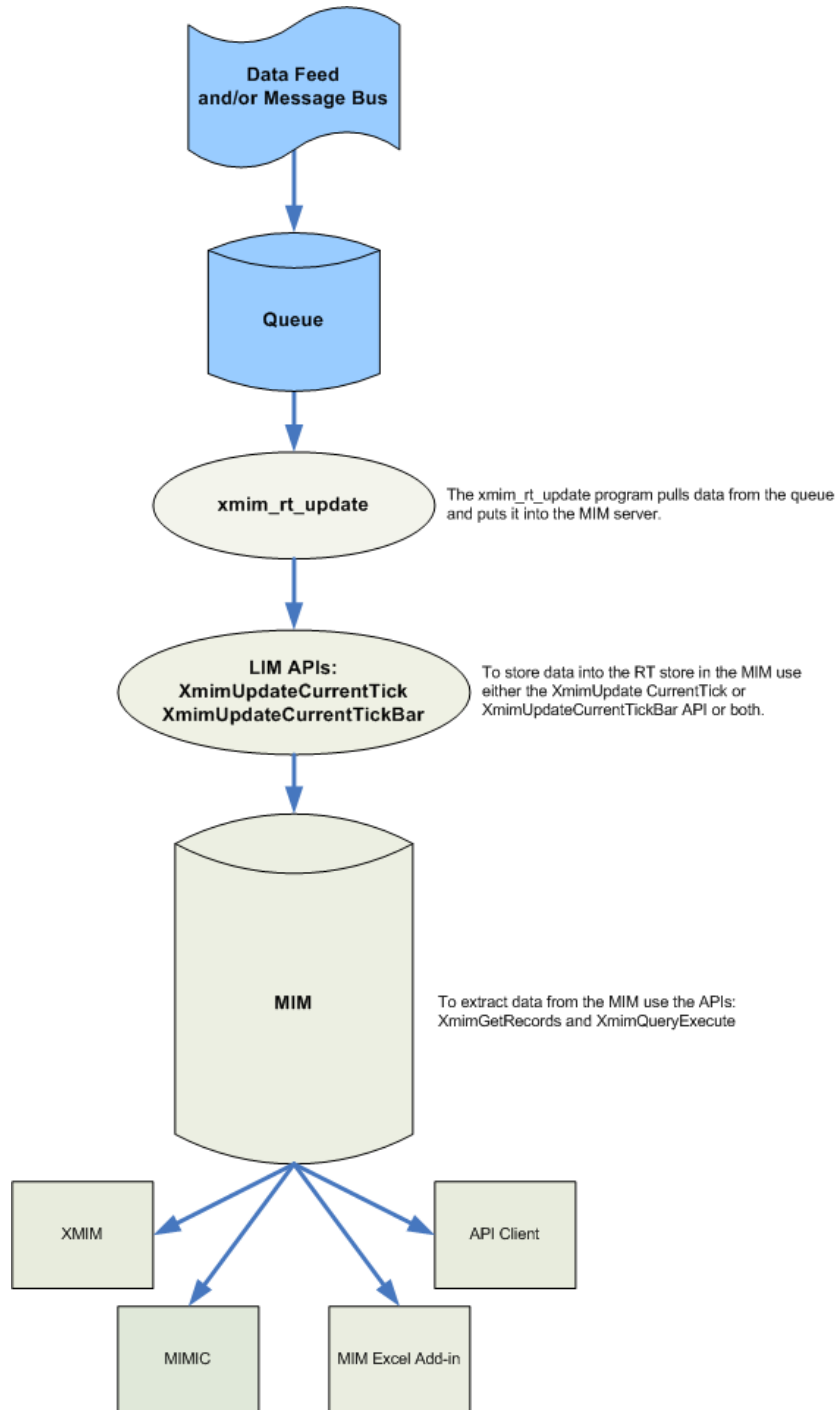 Data Feed
and/or Message Bus
Queue
xmim_rt_update
The xmim_rt_update program pulls data from the queue
and puts it into the MIM server.
LIM APIs:
XmimUpdateCurrentTick
XmimUpdateCurrentTickBar
To store data into the RT store in the MIM use
either the XmimUpdate CurrentTick or
XmimUpdateCurrentTickBar API or both.
MIM
To extract data from the MIM use the APIs:
XmimGetRecords and XmimQueryExecute
XMIM
API Client
MIMIC
MIM Excel Add-in